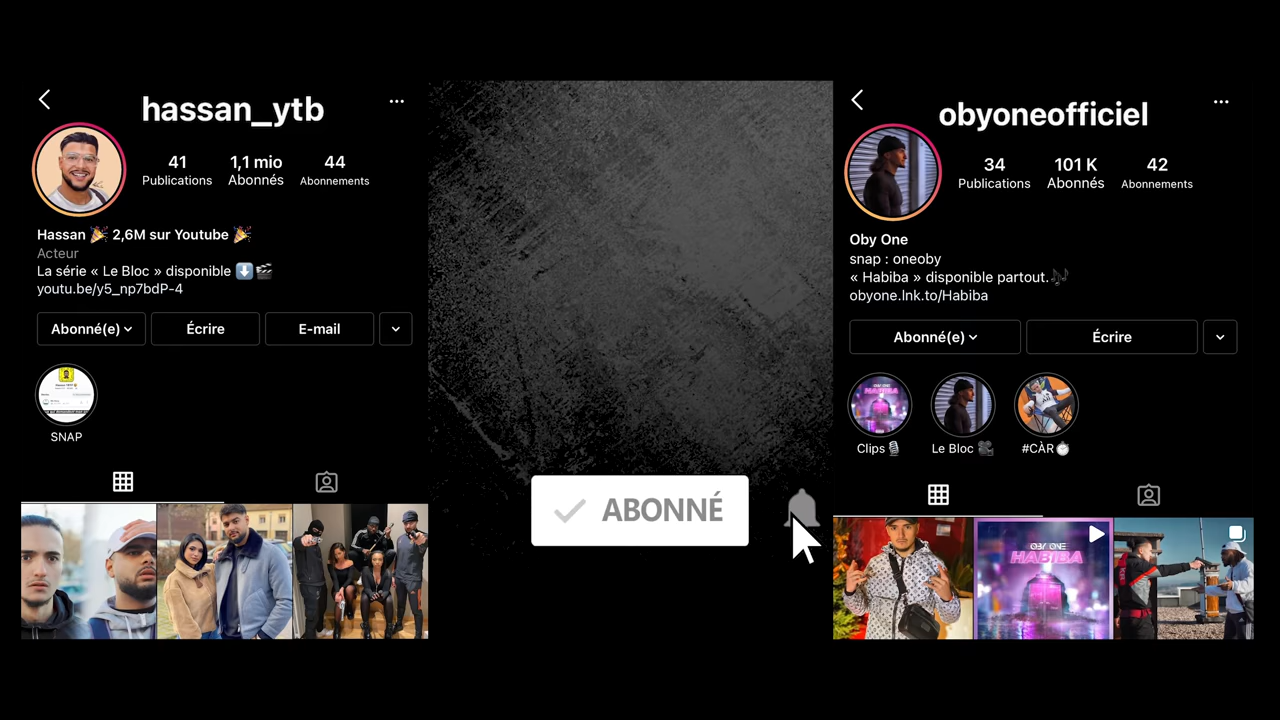 hassan_ytb
41 1,1 mio 44
Publications Abonnés Abonnements
Hassan 🎉 2,6M sur Youtube 🎉
Acteur
La série « Le Bloc » disponible ⬇️🎬
youtu.be/y5_np7bdP-4
Abonné(e) Écrire E-mail
SNAP
ABONNÉ
obyoneofficiel
34 101 K 42
Publications Abonnés Abonnements
Oby One
snap : oneoby
« Habiba » disponible partout.🎶
obyone.lnk.to/Habiba
Abonné(e) Écrire
Clips🎙️ Le Bloc 🎥 #CÀR⏱️
OBY ONE
HABIBA